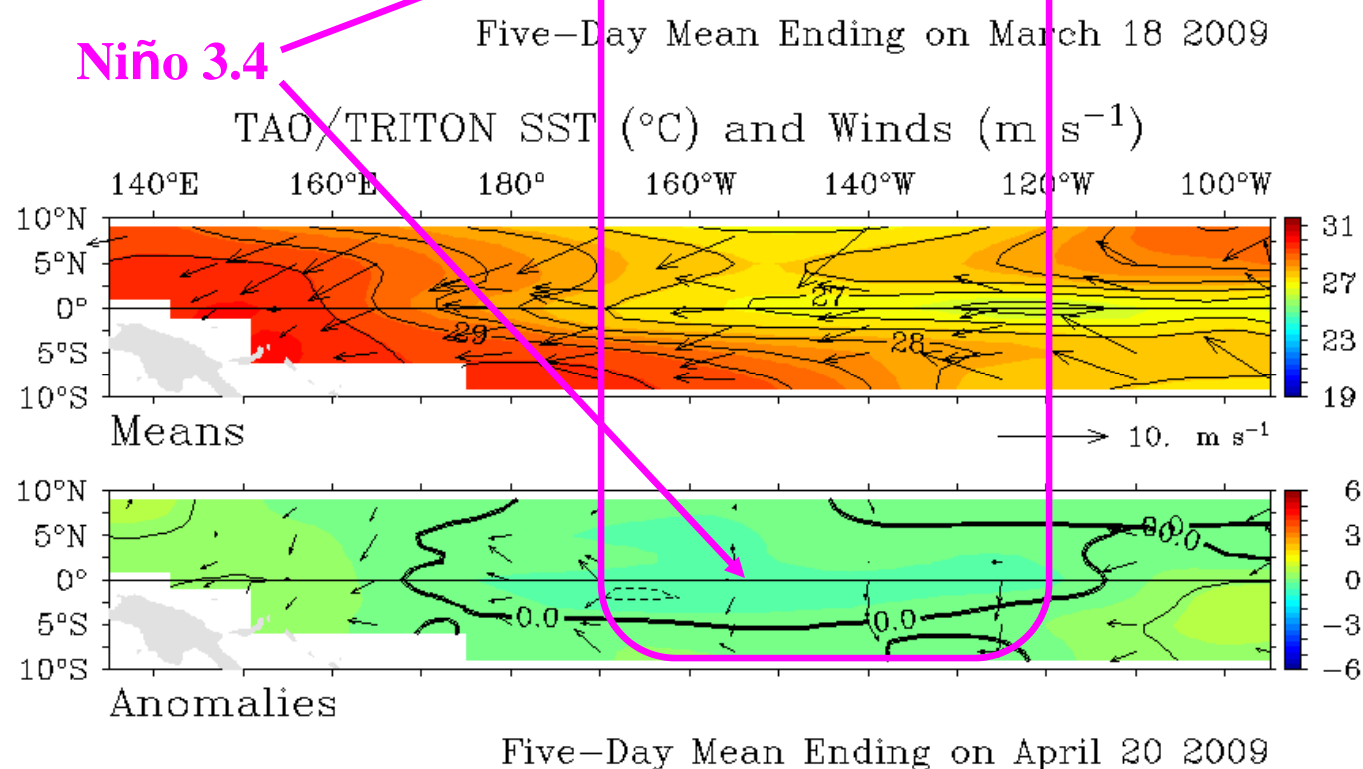 Five−Day Mean Ending on March 18 2009
Niño 3.4
TAO/TRITON SST (°C) and Winds (m s⁻¹)
140°E 160°E 180° 160°W 140°W 120°W 100°W
10°N
5°N
0°
5°S
10°S
27
29
28
31
27
23
19
Means
10. m s⁻¹
10°N
5°N
0°
5°S
10°S
0.0
0.0
0.0
0.0
6
3
0
−3
−6
Anomalies
Five−Day Mean Ending on April 20 2009